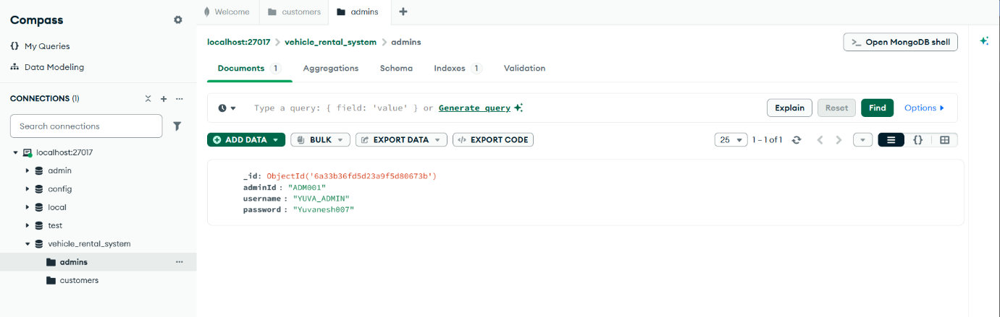 Compass
My Queries
Data Modeling
CONNECTIONS (1)
Search connections
localhost:27017
admin
config
local
test
vehicle_rental_system
admins
customers
Welcome customers admins
localhost:27017 > vehicle_rental_system > admins
>_ Open MongoDB shell
Documents 1 Aggregations Schema Indexes 1 Validation
Type a query: { field: 'value' } or Generate query
Explain Reset Find Options
ADD DATA BULK EXPORT DATA EXPORT CODE
25 1 – 1 of 1
_id: ObjectId('6a33b36fd5d23a9f5d80673b')
adminId : "ADM001"
username : "YUVA_ADMIN"
password : "Yuvanesh007"